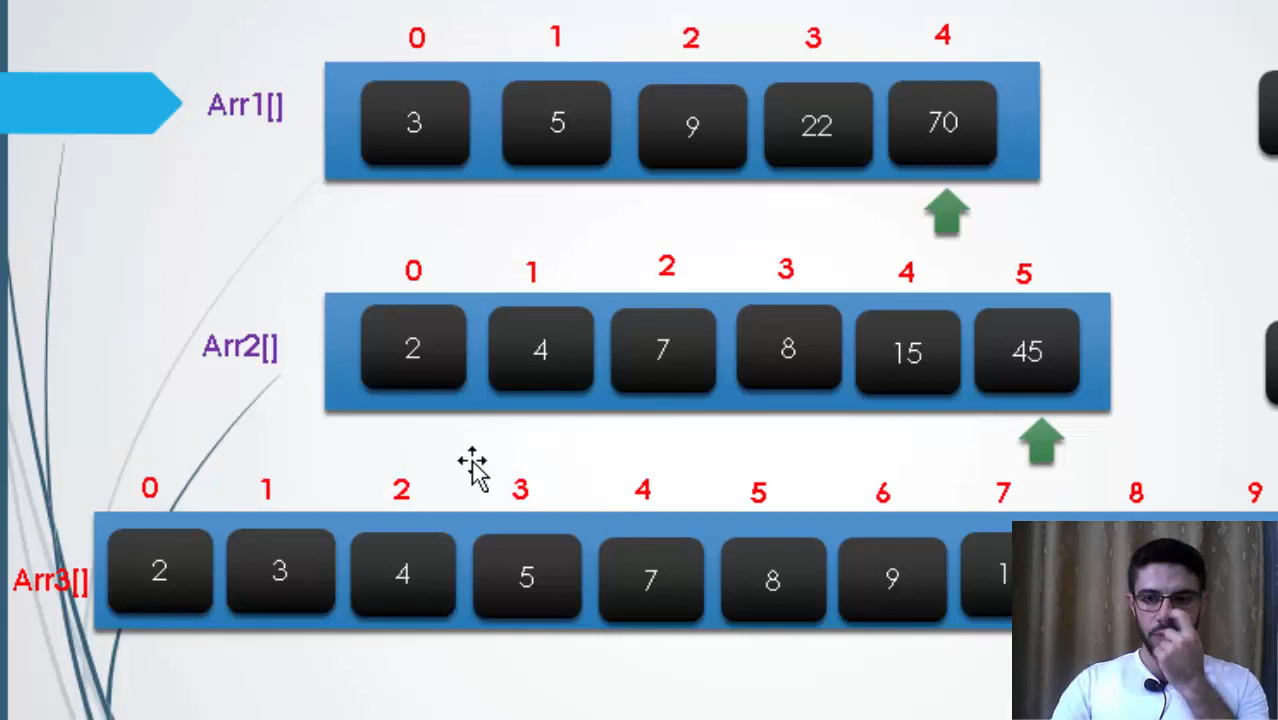 0 1 2 3 4
Arr1[] 3 5 9 22 70
0 1 2 3 4 5
Arr2[] 2 4 7 8 15 45
0 1 2 3 4 5 6 7 8 9
Arr3[] 2 3 4 5 7 8 9